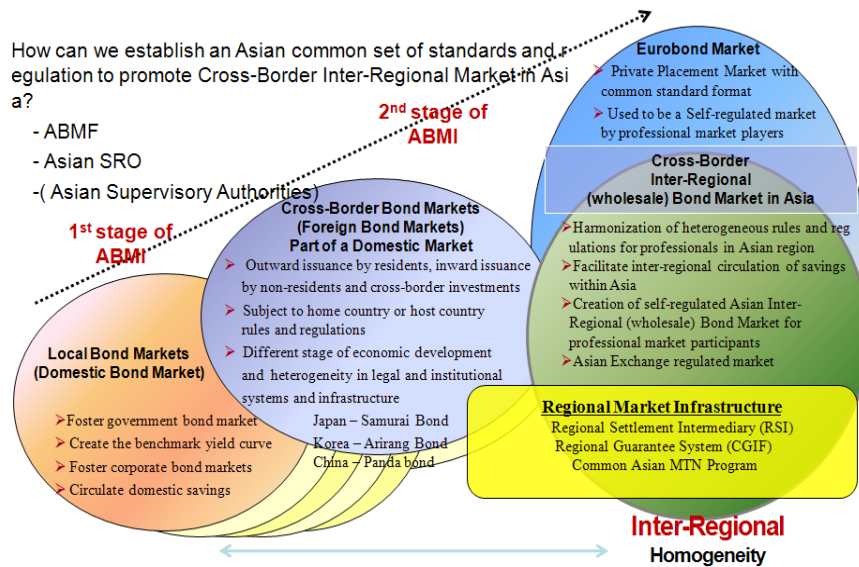 How can we establish an Asian common set of standards and r
egulation to promote Cross-Border Inter-Regional Market in Asi
a?
- ABMF
- Asian SRO
-( Asian Supervisory Authorities)
1st stage of
ABMI
2nd stage of
ABMI
Local Bond Markets
(Domestic Bond Market)
Foster government bond market
Create the benchmark yield curve
Foster corporate bond markets
Circulate domestic savings
Cross-Border Bond Markets
(Foreign Bond Markets)
Part of a Domestic Market
Outward issuance by residents, inward issuance
by non-residents and cross-border investments
Subject to home country or host country
rules and regulations
Different stage of economic development
and heterogeneity in legal and institutional
systems and infrastructure
Japan – Samurai Bond
Korea – Arirang Bond
China – Panda bond
Eurobond Market
Private Placement Market with
common standard format
Used to be a Self-regulated market
by professional market players
Cross-Border
Inter-Regional
(wholesale) Bond Market in Asia
Harmonization of heterogeneous rules and reg
ulations for professionals in Asian region
Facilitate inter-regional circulation of savings
within Asia
Creation of self-regulated Asian Inter-
Regional (wholesale) Bond Market for
professional market participants
Asian Exchange regulated market
Regional Market Infrastructure
Regional Settlement Intermediary (RSI)
Regional Guarantee System (CGIF)
Common Asian MTN Program
Inter-Regional
Homogeneity